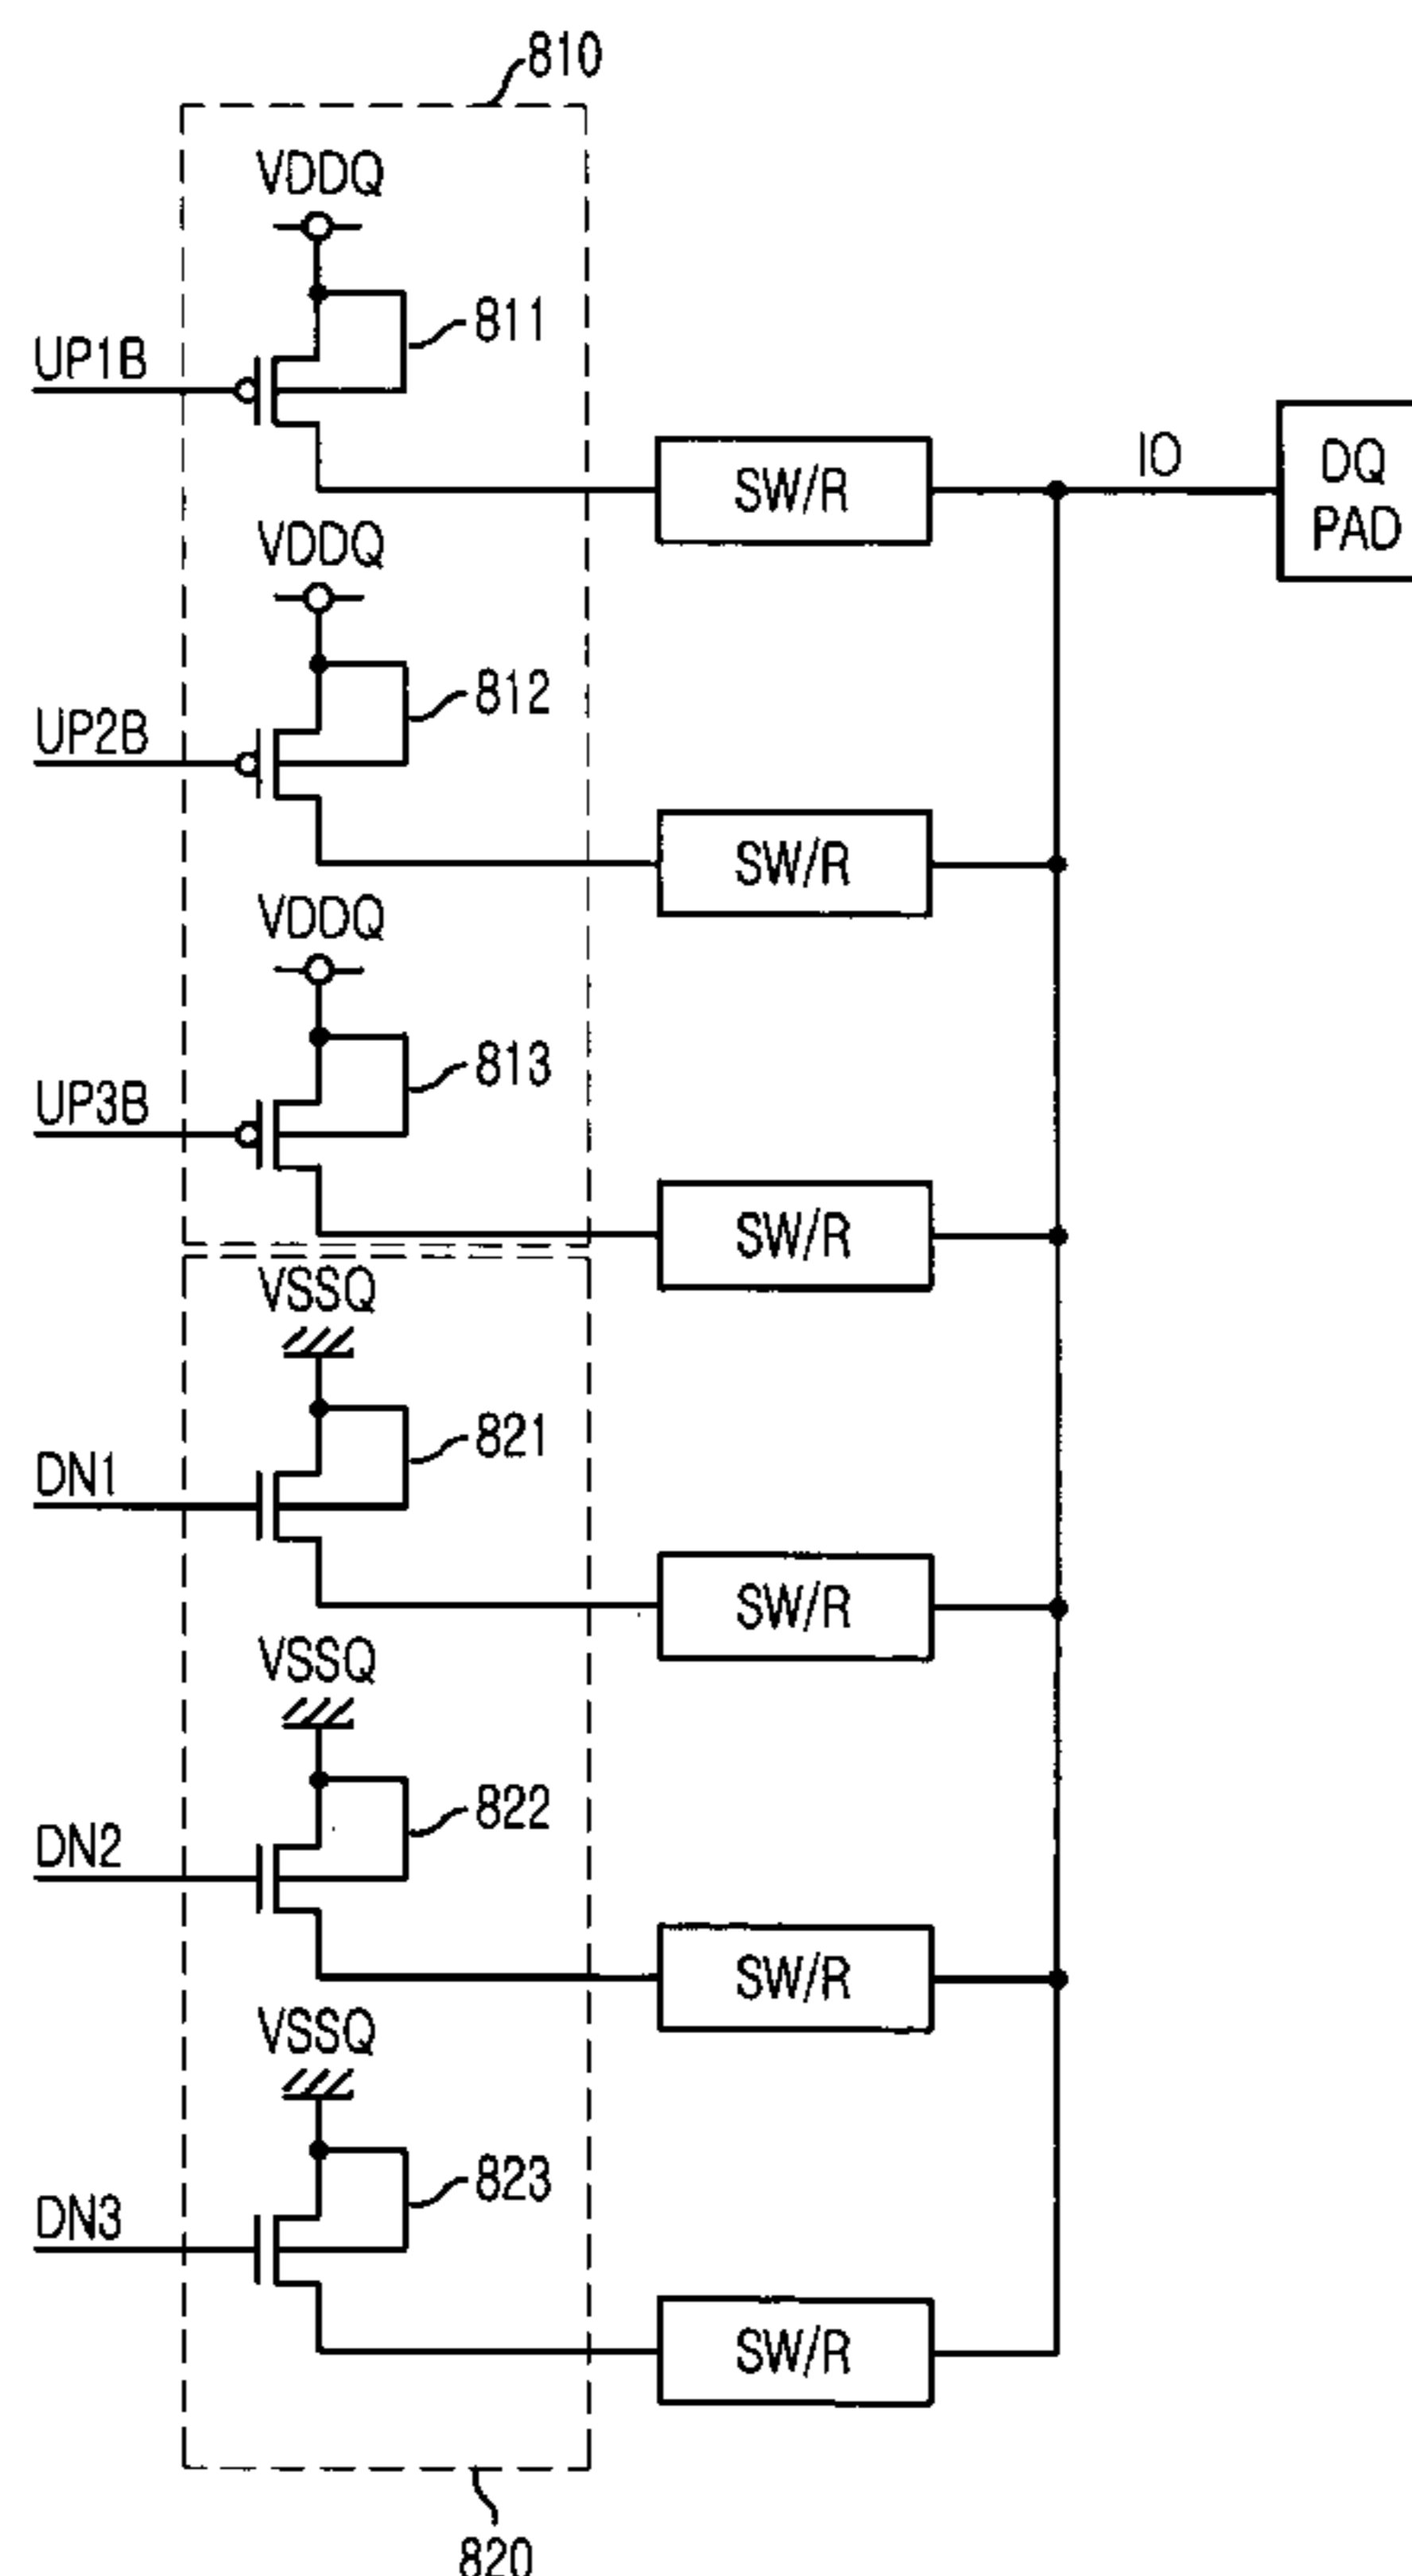 810
VDDQ
811
UP1B
SW/R
IO
DQ
PAD
VDDQ
812
UP2B
SW/R
VDDQ
813
UP3B
SW/R
VSSQ
821
DN1
SW/R
VSSQ
822
DN2
SW/R
VSSQ
823
DN3
SW/R
820